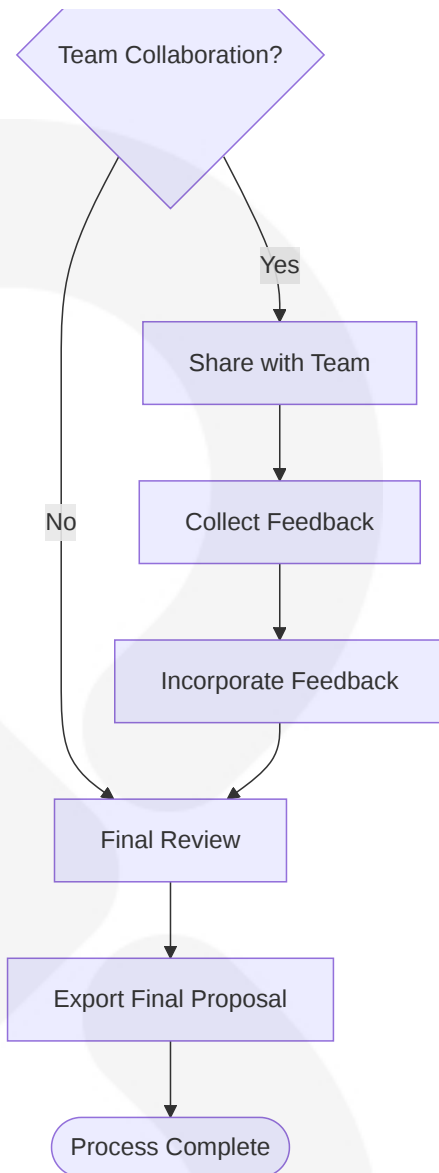 Team Collaboration?
Yes
Share with Team
No
Collect Feedback
Incorporate Feedback
Final Review
Export Final Proposal
Process Complete